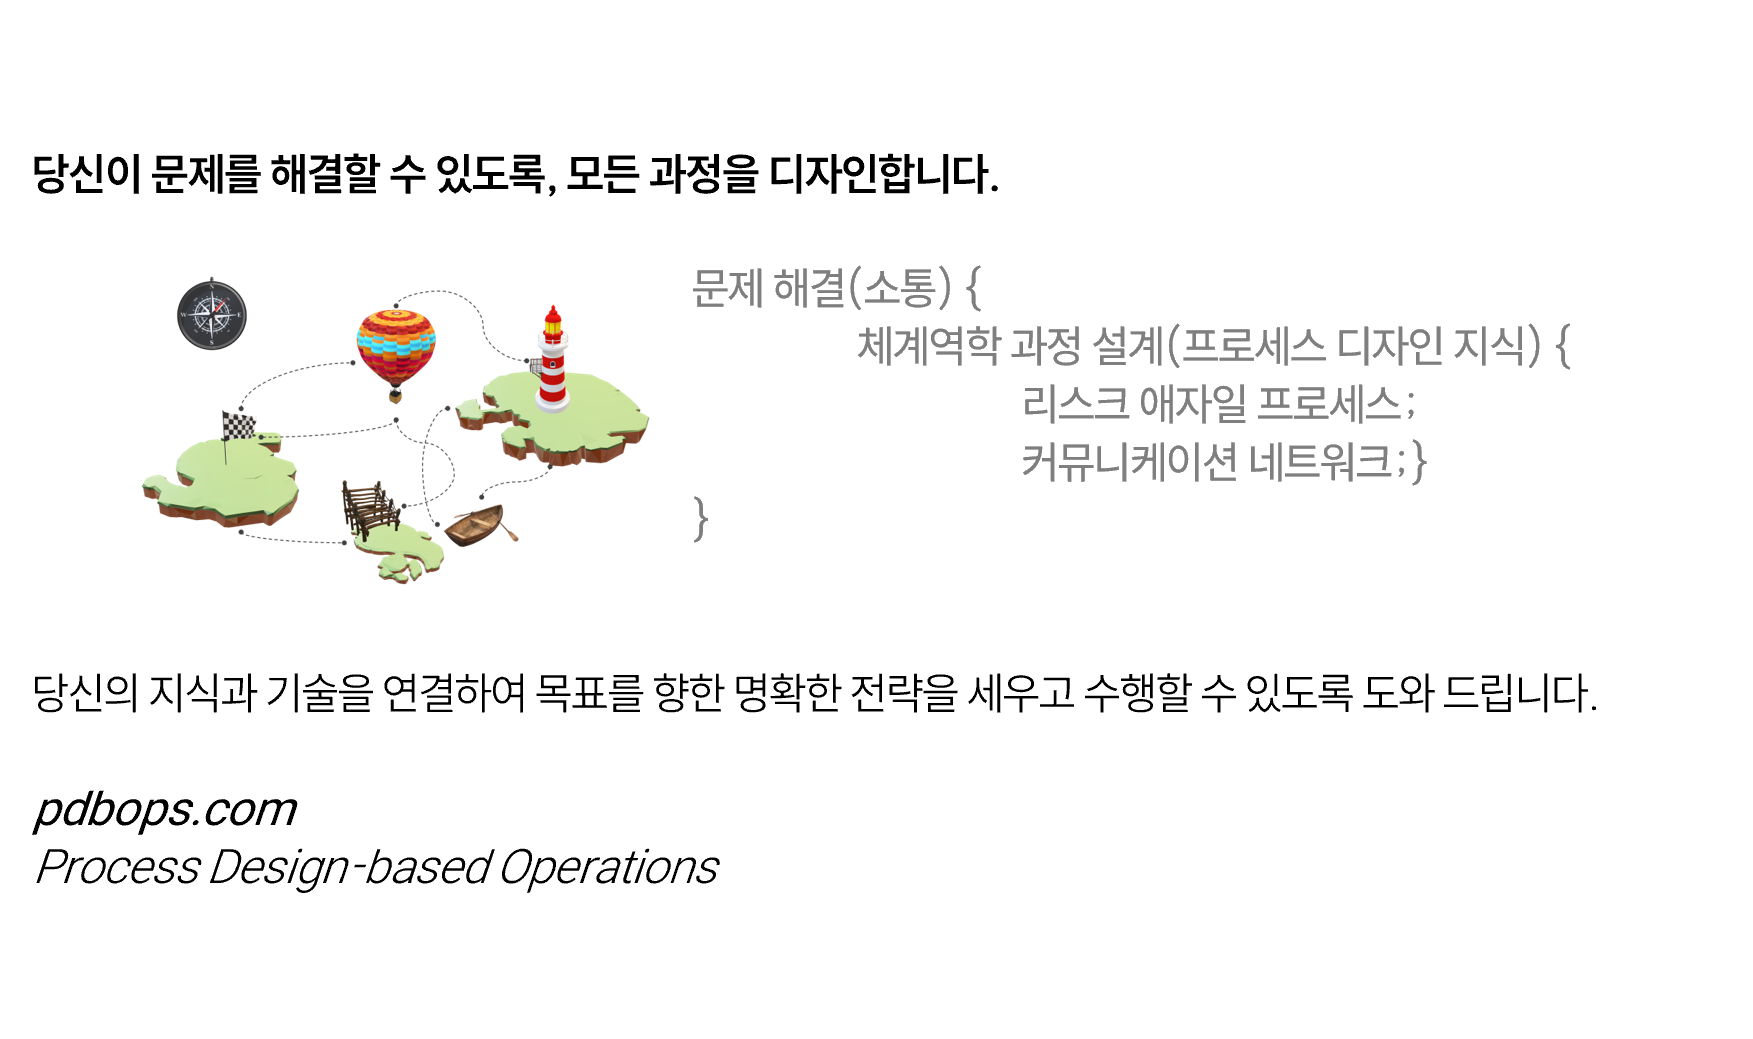 당신이 문제를 해결할 수 있도록, 모든 과정을 디자인합니다.
문제 해결(소통) {
체계역학 과정 설계(프로세스 디자인 지식) {
리스크 애자일 프로세스;
커뮤니케이션 네트워크;}
}
N
W E
S
당신의 지식과 기술을 연결하여 목표를 향한 명확한 전략을 세우고 수행할 수 있도록 도와 드립니다.
pdbops.com
Process Design-based Operations